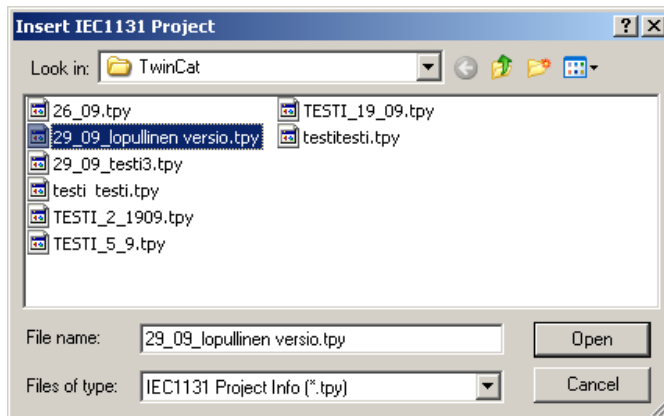 Insert IEC1131 Project
Look in: TwinCat
26_09.tpy
29_09_lopullinen versio.tpy
29_09_testi3.tpy
testi testi.tpy
TESTI_2_1909.tpy
TESTI_5_9.tpy
TESTI_19_09.tpy
testitesti.tpy
File name: 29_09_lopullinen versio.tpy Open
Files of type: IEC1131 Project Info (*.tpy) Cancel